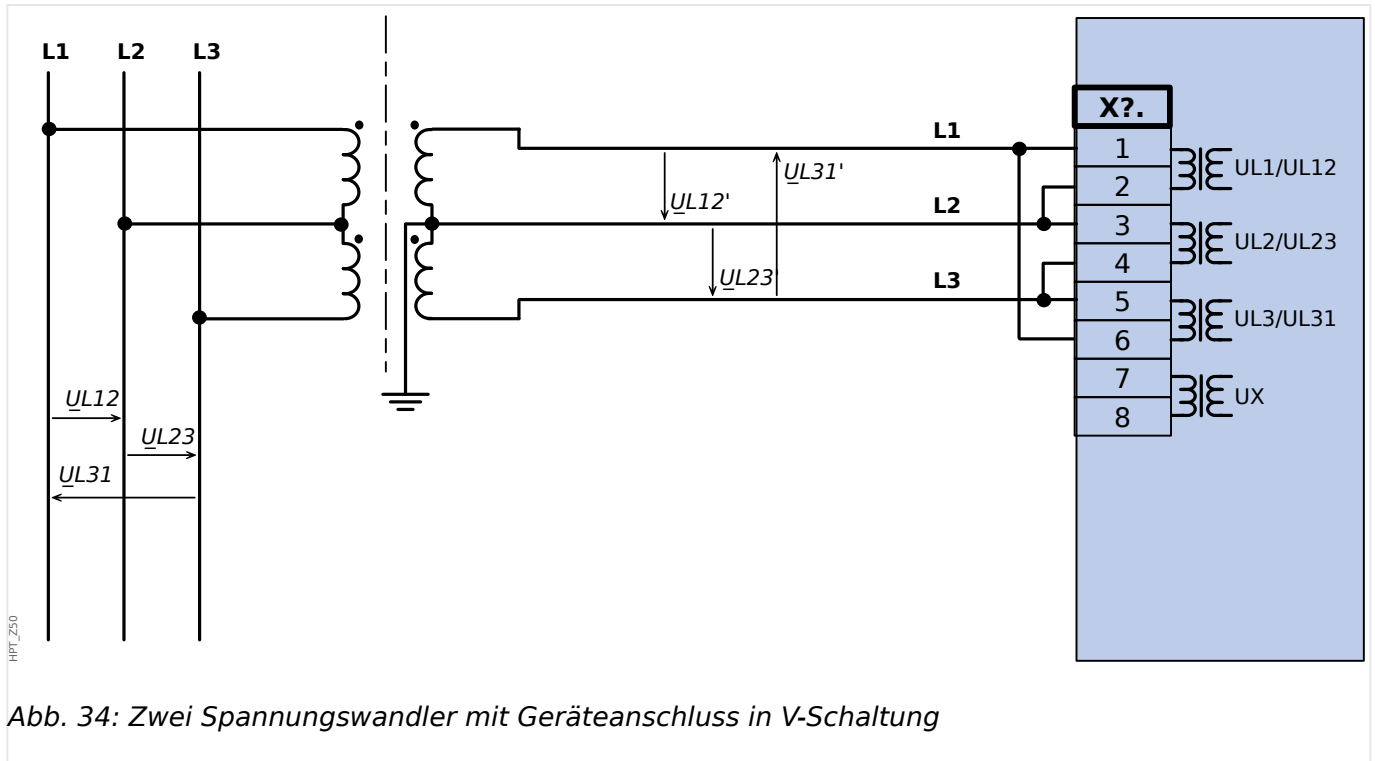 L1 L2 L3
X?.
L1
1
UL1/UL12
UL31'
2
UL12'
L2
3
UL2/UL23
4
UL23'
L3
5
UL3/UL31
6
7
UX
8
UL12
UL23
UL31
HPT_Z50
Abb. 34: Zwei Spannungswandler mit Geräteanschluss in V-Schaltung